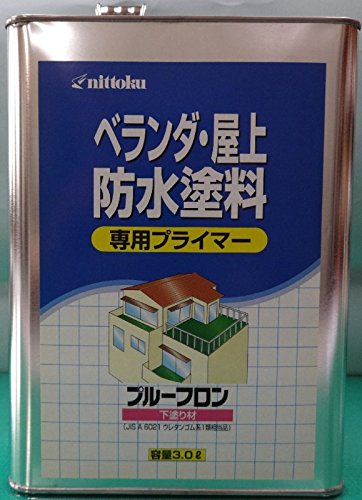 nittoku
ベランダ・屋上
防水塗料
専用プライマー
プルーフロン
下塗り材
(JIS A 6021 ウレタンゴム系1類相当品)
容量3.0ℓ